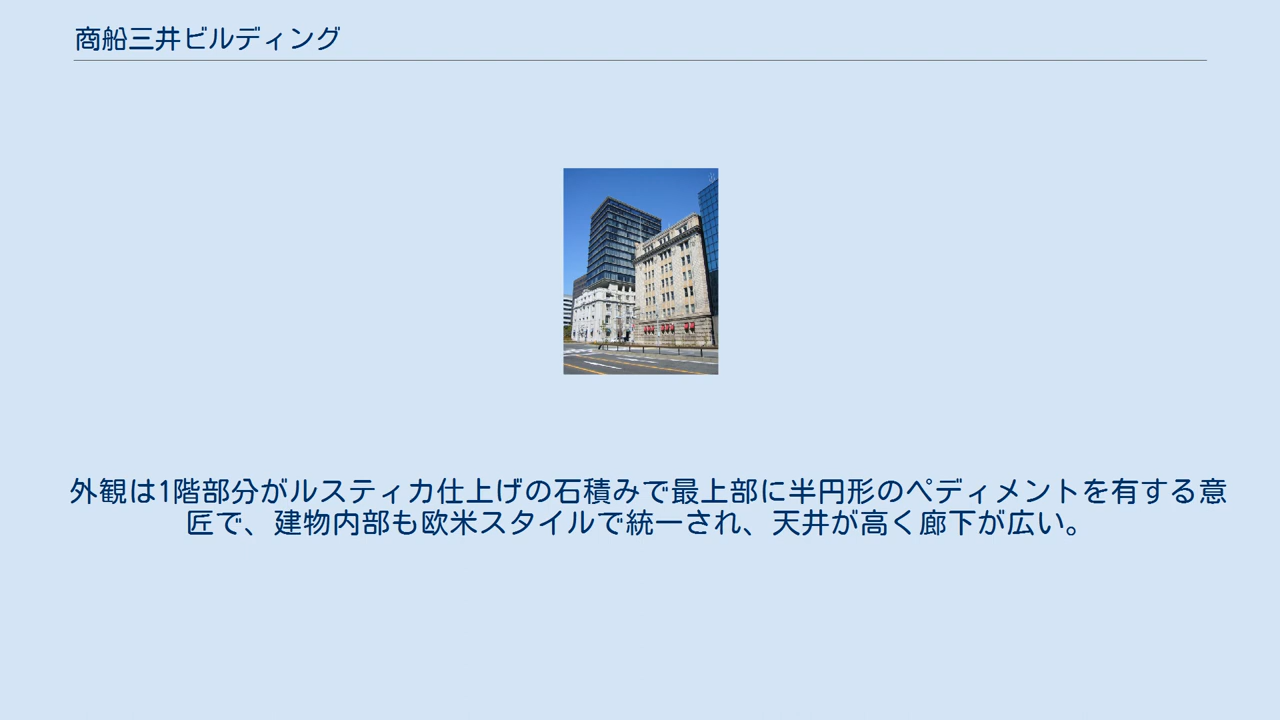 商船三井ビルディング
外観は1階部分がルスティカ仕上げの石積みで最上部に半円形のペディメントを有する意
匠で、建物内部も欧米スタイルで統一され、天井が高く廊下が広い。